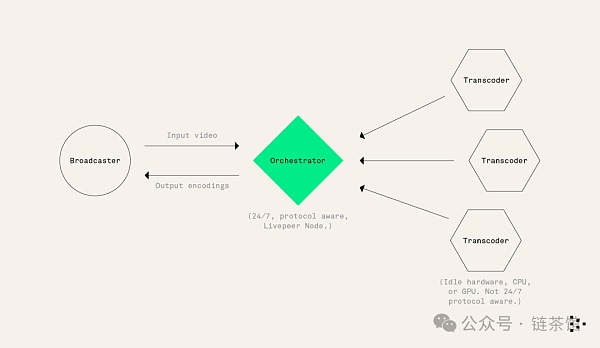 Transcoder
Input video
Broadcaster
Orchestrator
Transcoder
Output encodings
(24/7, protocol aware,
Livepeer Node.)
Transcoder
(Idle hardware, CPU,
or GPU. Not 24/7
protocol aware.)
公众号 · 链茶